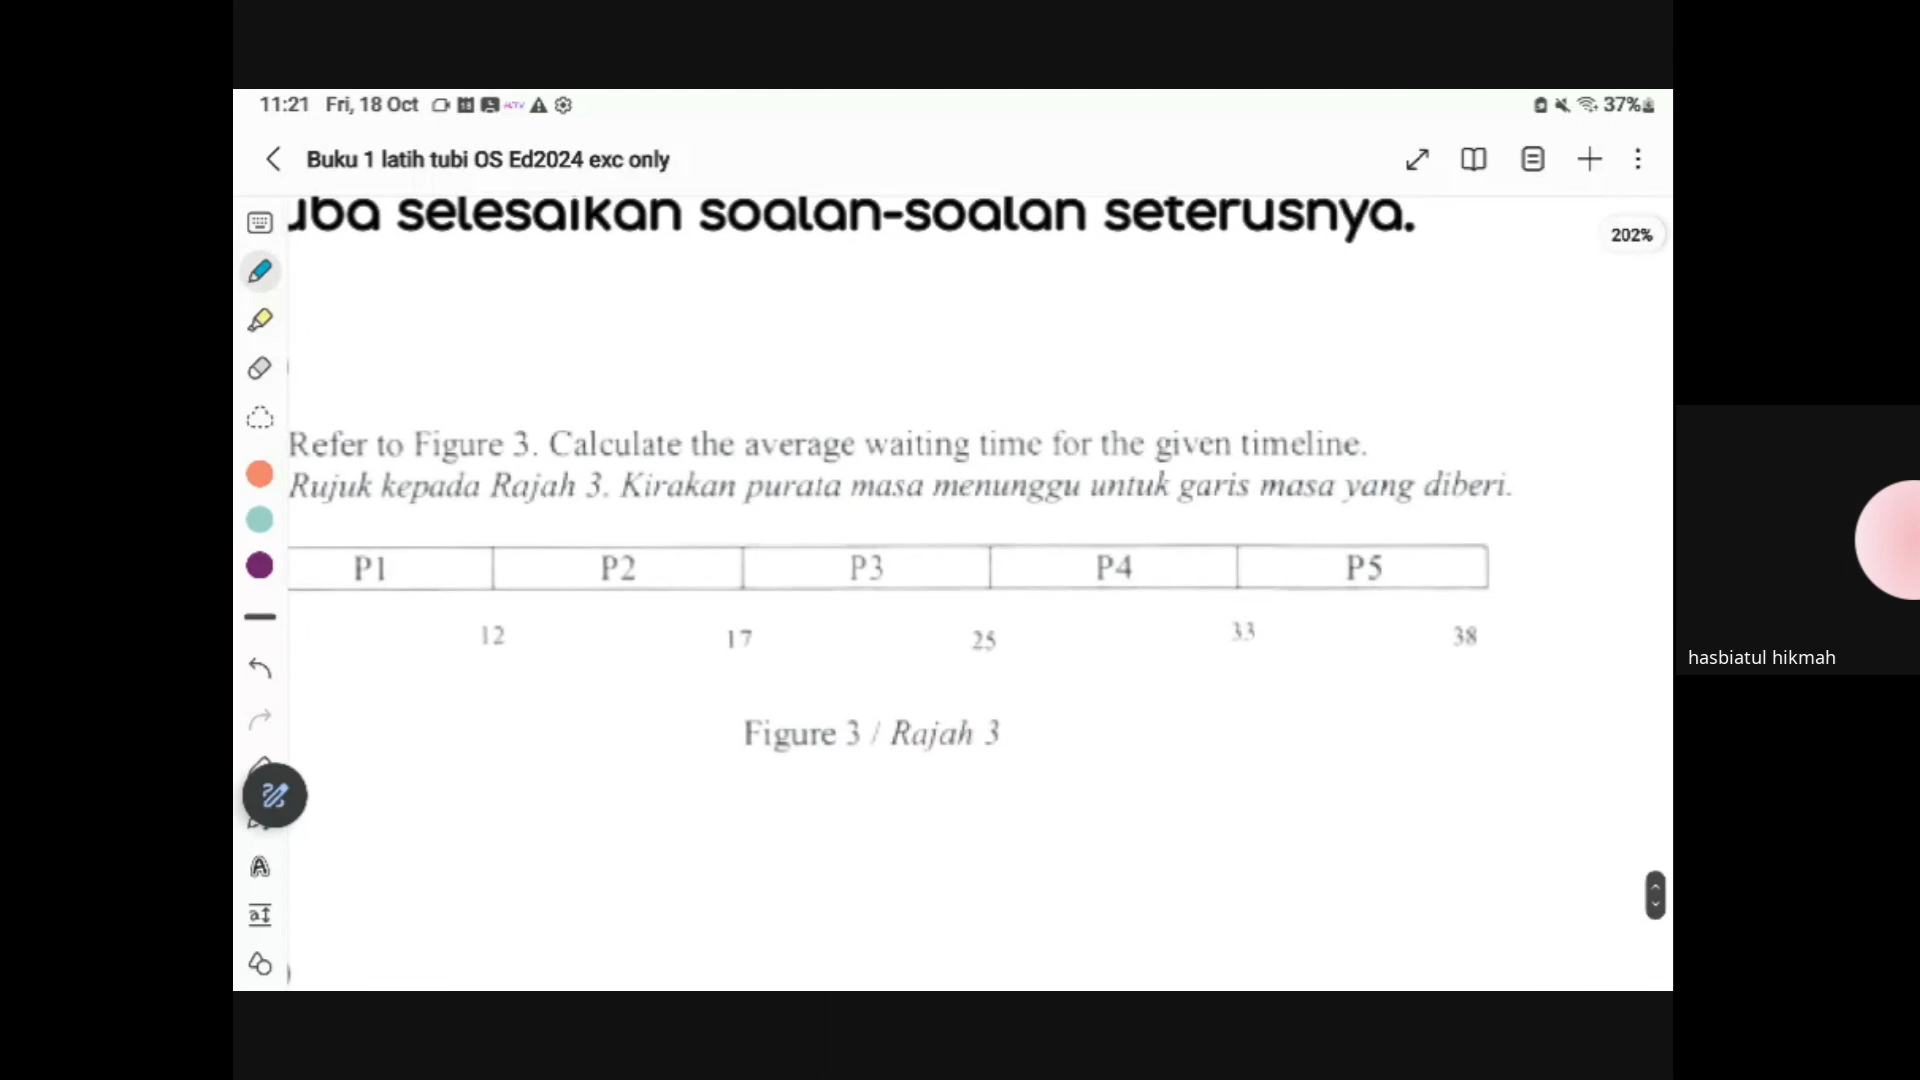 11:21 Fri, 18 Oct
37%
Buku 1 latih tubi OS Ed2024 exc only
uba selesaikan soalan-soalan seterusnya.
202%
Refer to Figure 3. Calculate the average waiting time for the given timeline.
Rujuk kepada Rajah 3. Kirakan purata masa menunggu untuk garis masa yang diberi.
P1 P2 P3 P4 P5
12 17 25 33 38
Figure 3 / Rajah 3
hasbiatul hikmah